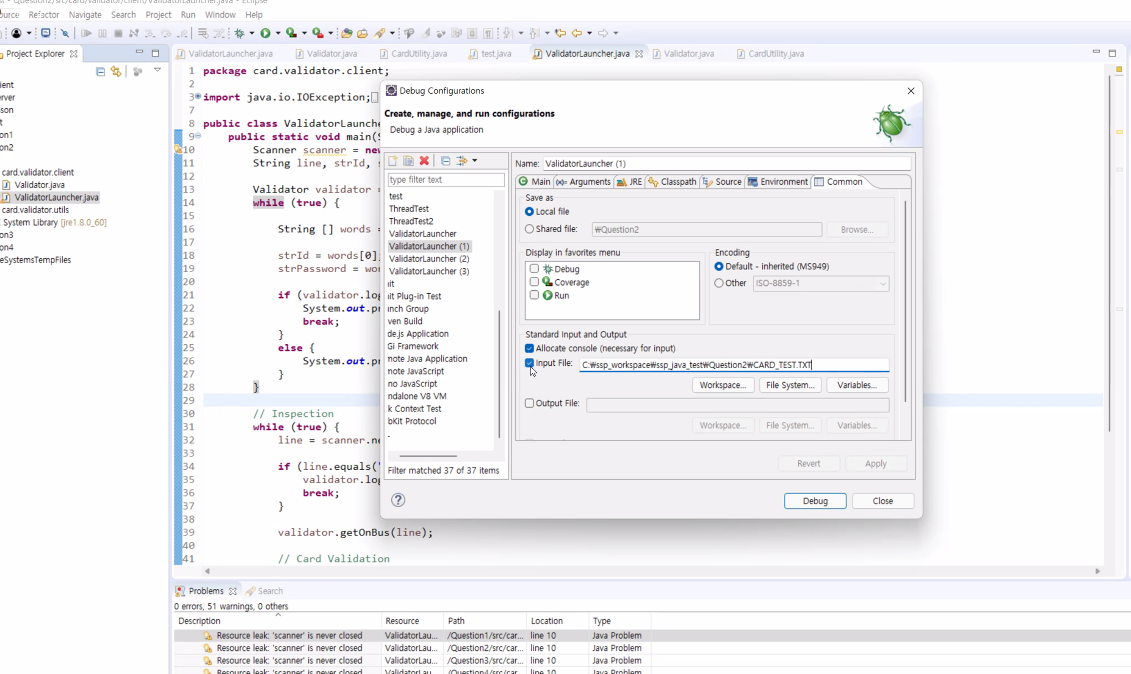 - Question2/src/card/validator/client/ValidatorLauncher.java - Eclipse
ource Refactor Navigate Search Project Run Window Help
ValidatorLauncher.java Validator.java CardUtility.java test.java ValidatorLauncher.java Validator.java CardUtility.java
Project Explorer
ient
erver
son
t
on1
on2
card.validator.client
Validator.java
ValidatorLauncher.java
card.validator.utils
System Library [jre1.8.0_60]
on3
on4
eSystemsTempFiles
1 package card.validator.client;
2
3 import java.io.IOException;
7
8 public class ValidatorLaunche
9 public static void main(S
10 Scanner scanner = new
11 String line, strId, s
12
13 Validator validator =
14 while (true) {
15
16 String [] words =
17
18 strId = words[0]
19 strPassword = wor
20
21 if (validator.log
22 System.out.pr
23 break;
24 }
25 else {
26 System.out.pr
27 }
28 }
29
30 // Inspection
31 while (true) {
32 line = scanner.ne
33
34 if (line.equals("
35 validator.log
36 break;
37 }
38
39 validator.getOnBus(line);
40
41 // Card Validation
Debug Configurations
Create, manage, and run configurations
Debug a Java application
type filter text
test
ThreadTest
ThreadTest2
ValidatorLauncher
ValidatorLauncher (1)
ValidatorLauncher (2)
ValidatorLauncher (3)
it
it Plug-in Test
nch Group
ven Build
de.js Application
Gi Framework
note Java Application
note JavaScript
no JavaScript
ndalone V8 VM
k Context Test
bKit Protocol
Filter matched 37 of 37 items
Name: ValidatorLauncher (1)
Main (x)= Arguments JRE Classpath Source Environment Common
Save as
Local file
Shared file: ₩Question2 Browse...
Display in favorites menu
Debug
Coverage
Run
Encoding
Default - inherited (MS949)
Other ISO-8859-1
Standard Input and Output
Allocate console (necessary for input)
Input File: C:₩ssp_workspace₩ssp_java_test₩Question2₩CARD_TEST.TXT
Workspace... File System... Variables...
Output File:
Workspace... File System... Variables...
Revert Apply
? Debug Close
Problems Search
0 errors, 51 warnings, 0 others
Description Resource Path Location Type
Resource leak: 'scanner' is never closed ValidatorLau... /Question1/src/car... line 10 Java Problem
Resource leak: 'scanner' is never closed ValidatorLau... /Question2/src/car... line 10 Java Problem
Resource leak: 'scanner' is never closed ValidatorLau... /Question3/src/car... line 10 Java Problem
Resource leak: 'scanner' is never closed ValidatorLau... /Question4/src/car... line 10 Java Problem